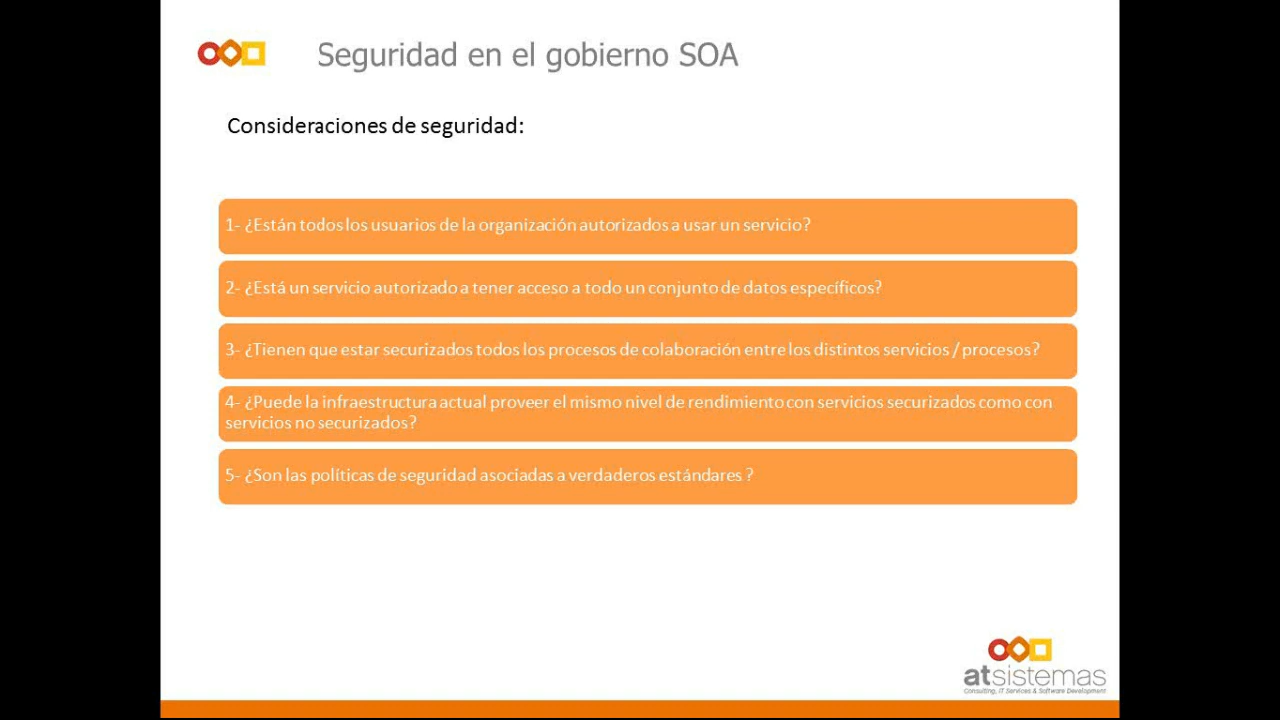 Seguridad en el gobierno SOA
Consideraciones de seguridad:
1- ¿Están todos los usuarios de la organización autorizados a usar un servicio?
2- ¿Está un servicio autorizado a tener acceso a todo un conjunto de datos específicos?
3- ¿Tienen que estar securizados todos los procesos de colaboración entre los distintos servicios / procesos?
4- ¿Puede la infraestructura actual proveer el mismo nivel de rendimiento con servicios securizados como con
servicios no securizados?
5- ¿Son las políticas de seguridad asociadas a verdaderos estándares ?
atsistemas
Consulting, IT Services & Software Development